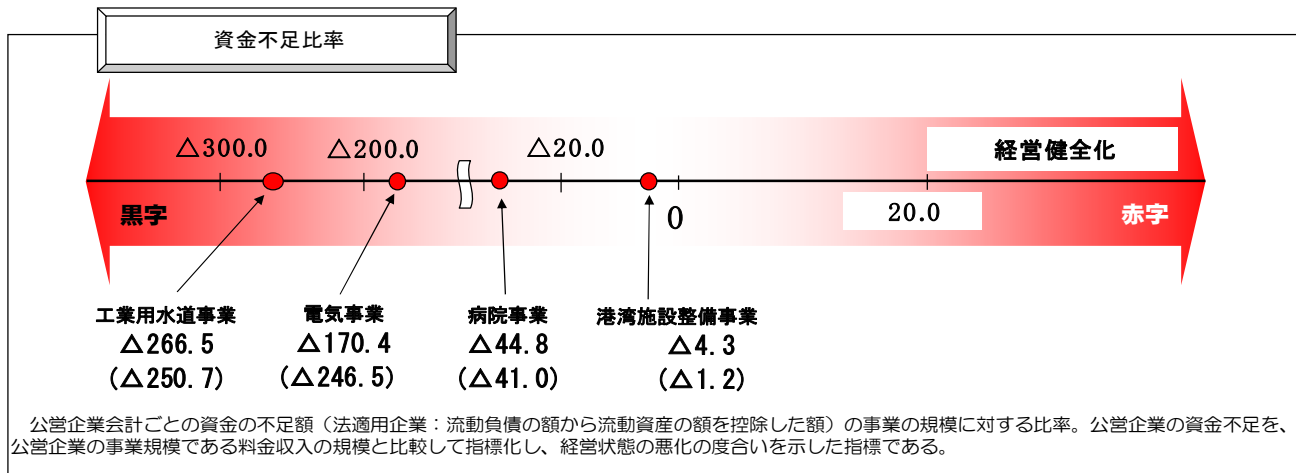 資金不足比率
△300.0
△200.0
△20.0
経営健全化
黒字
0
20.0
赤字
工業用水道事業
△266.5
(△250.7)
電気事業
△170.4
(△246.5)
病院事業
△44.8
(△41.0)
港湾施設整備事業
△4.3
(△1.2)
公営企業会計ごとの資金の不足額（法適用企業：流動負債の額から流動資産の額を控除した額）の事業の規模に対する比率。公営企業の資金不足を、
公営企業の事業規模である料金収入の規模と比較して指標化し、経営状態の悪化の度合いを示した指標である。